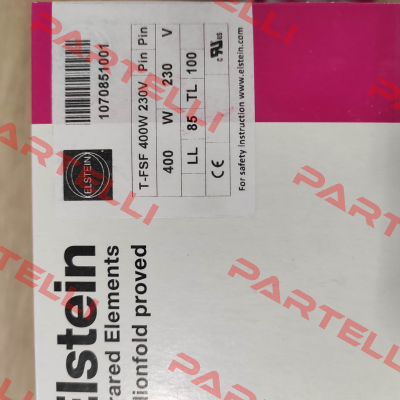 1070851001
ELSTEIN
T-FSF 400W 230V Pin Pin
400 W 230 V
LL 85 TL 100
CE
For safety instruction www.elstein.com
Elstein
rared Elements
lionfold proved
PARTELLI
PARTELLI
PARTELLI
PARTELLI